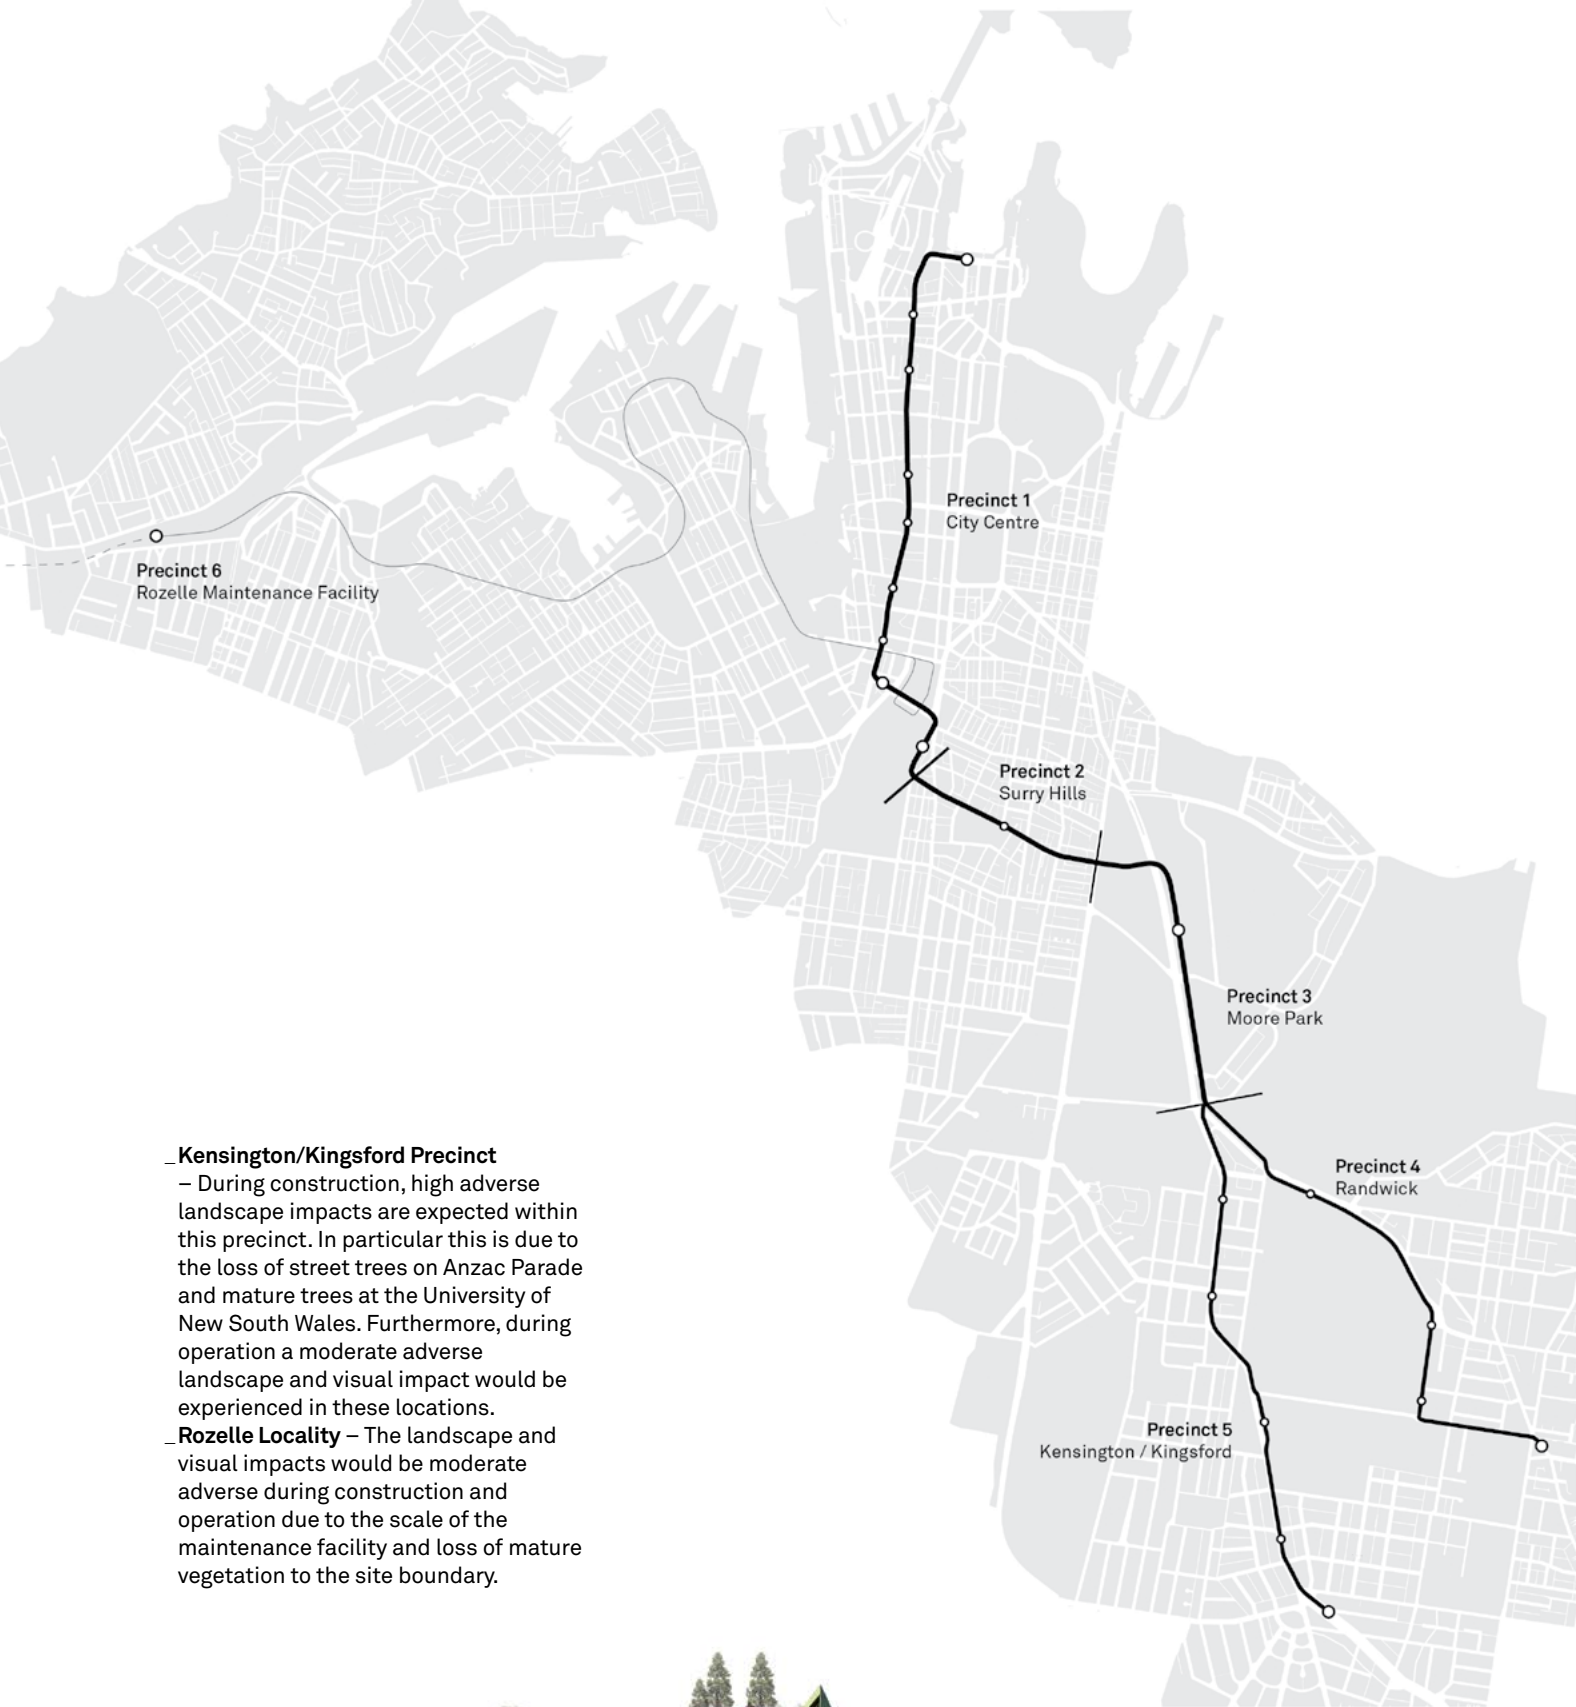 Precinct 1
City Centre
Precinct 6
Rozelle Maintenance Facility
Precinct 2
Surry Hills
Precinct 3
Moore Park
Precinct 4
Randwick
Precinct 5
Kensington / Kingsford
_Kensington/Kingsford Precinct
– During construction, high adverse
landscape impacts are expected within
this precinct. In particular this is due to
the loss of street trees on Anzac Parade
and mature trees at the University of
New South Wales. Furthermore, during
operation a moderate adverse
landscape and visual impact would be
experienced in these locations.
_Rozelle Locality – The landscape and
visual impacts would be moderate
adverse during construction and
operation due to the scale of the
maintenance facility and loss of mature
vegetation to the site boundary.